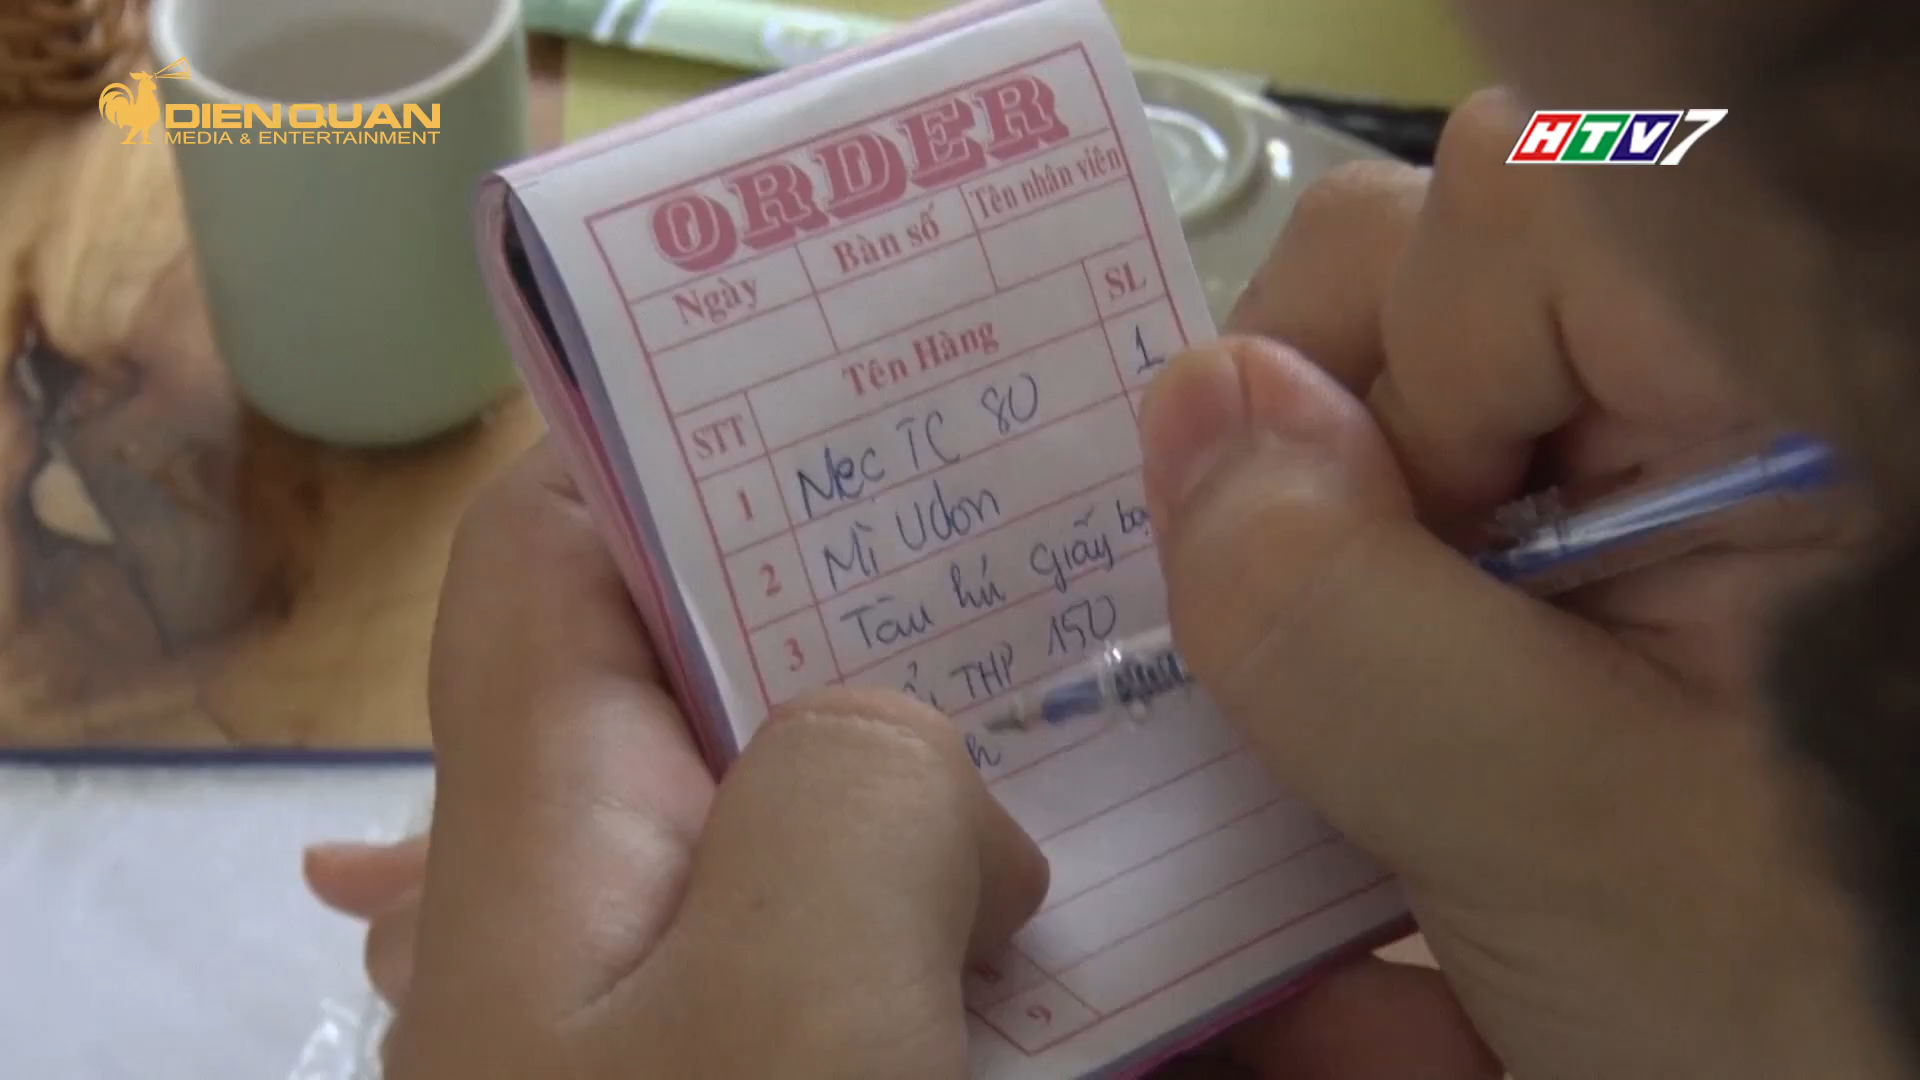 DIEN QUAN
MEDIA & ENTERTAINMENT
HTV7
ORDER
Ngày Bàn số Tên nhân viên
STT Tên Hàng SL
1 Nạc TC 80 1
2 Mì Udon
3 Tàu hủ giấy
THP 150
9